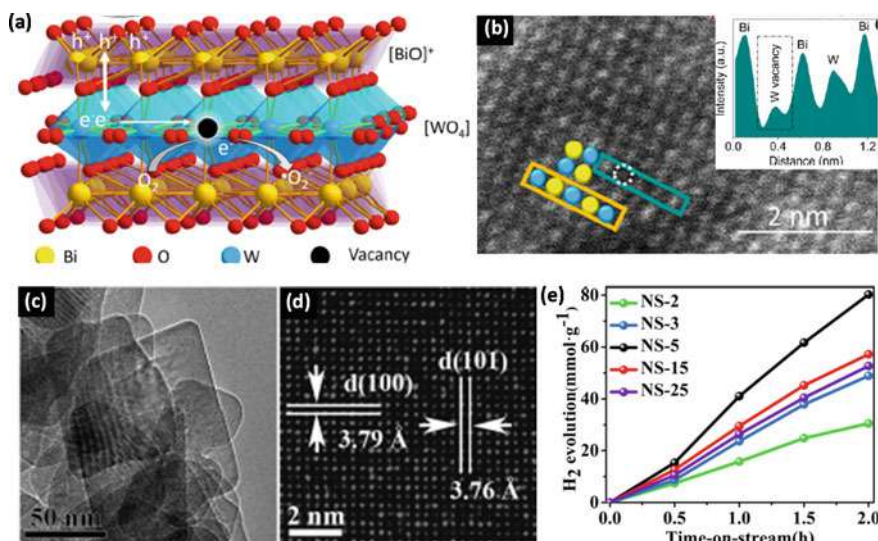 (a)
h⁺ h⁺ h⁺
[BiO]⁺
e⁻ e⁻
[WO₄]
e⁻
O₂
•O₂⁻
Bi
O
W
Vacancy
(b)
Bi
W vacancy
Bi
W
Bi
Intensity (a.u.)
0.0 0.4 0.8 1.2
Distance (nm)
2 nm
(c)
50 nm
(d)
d(100)
3.79 Å
d(101)
3.76 Å
2 nm
(e)
NS-2
NS-3
NS-5
NS-15
NS-25
H₂ evolution(mmol·g⁻¹)
80
60
40
20
0
0.0 0.5 1.0 1.5 2.0
Time-on-stream(h)